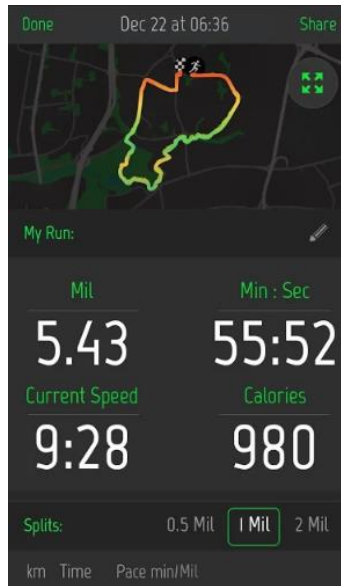 Done Dec 22 at 06:36 Share
My Run:
Mil Min : Sec
5.43 55:52
Current Speed Calories
9:28 980
Splits: 0.5 Mil 1 Mil 2 Mil
km Time Pace min/Mil